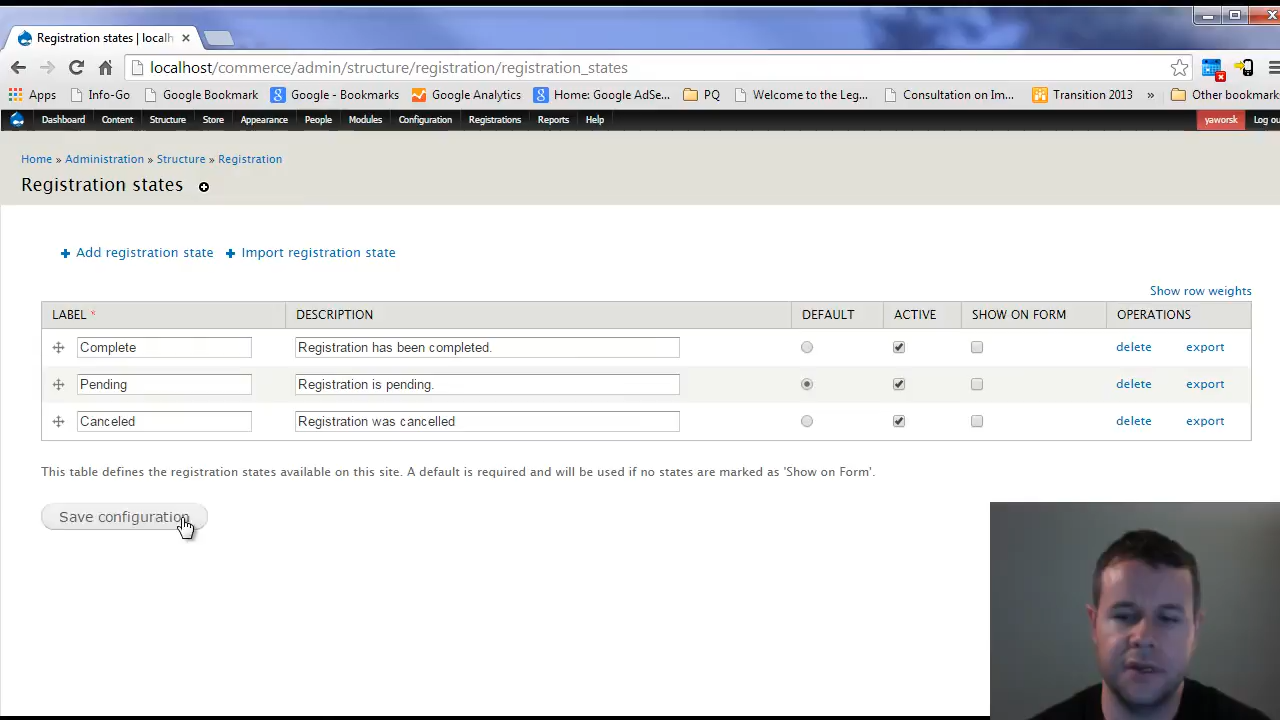 Registration states | localh
localhost/commerce/admin/structure/registration/registration_states
Apps Info-Go Google Bookmark Google - Bookmarks Google Analytics Home: Google AdSe... PQ Welcome to the Leg... Consultation on Im... Transition 2013 » Other bookmark
Dashboard Content Structure Store Appearance People Modules Configuration Registrations Reports Help yaworsk Log ou
Home » Administration » Structure » Registration
Registration states
Add registration state Import registration state
Show row weights
LABEL * DESCRIPTION DEFAULT ACTIVE SHOW ON FORM OPERATIONS
Complete Registration has been completed. delete export
Pending Registration is pending. delete export
Canceled Registration was cancelled delete export
This table defines the registration states available on this site. A default is required and will be used if no states are marked as 'Show on Form'.
Save configuration